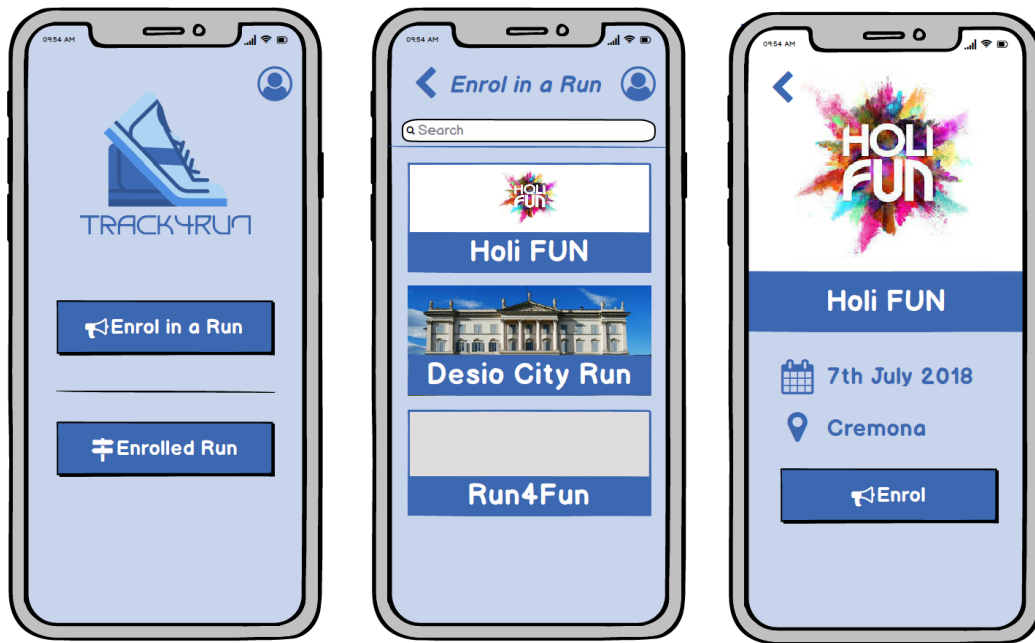 09:54 AM
TRACK4RUN
Enrol in a Run
Enrolled Run
09:54 AM
Enrol in a Run
Search
HOLI
FUN
Holi FUN
Desio City Run
Run4Fun
09:54 AM
HOLI
FUN
Holi FUN
7th July 2018
Cremona
Enrol